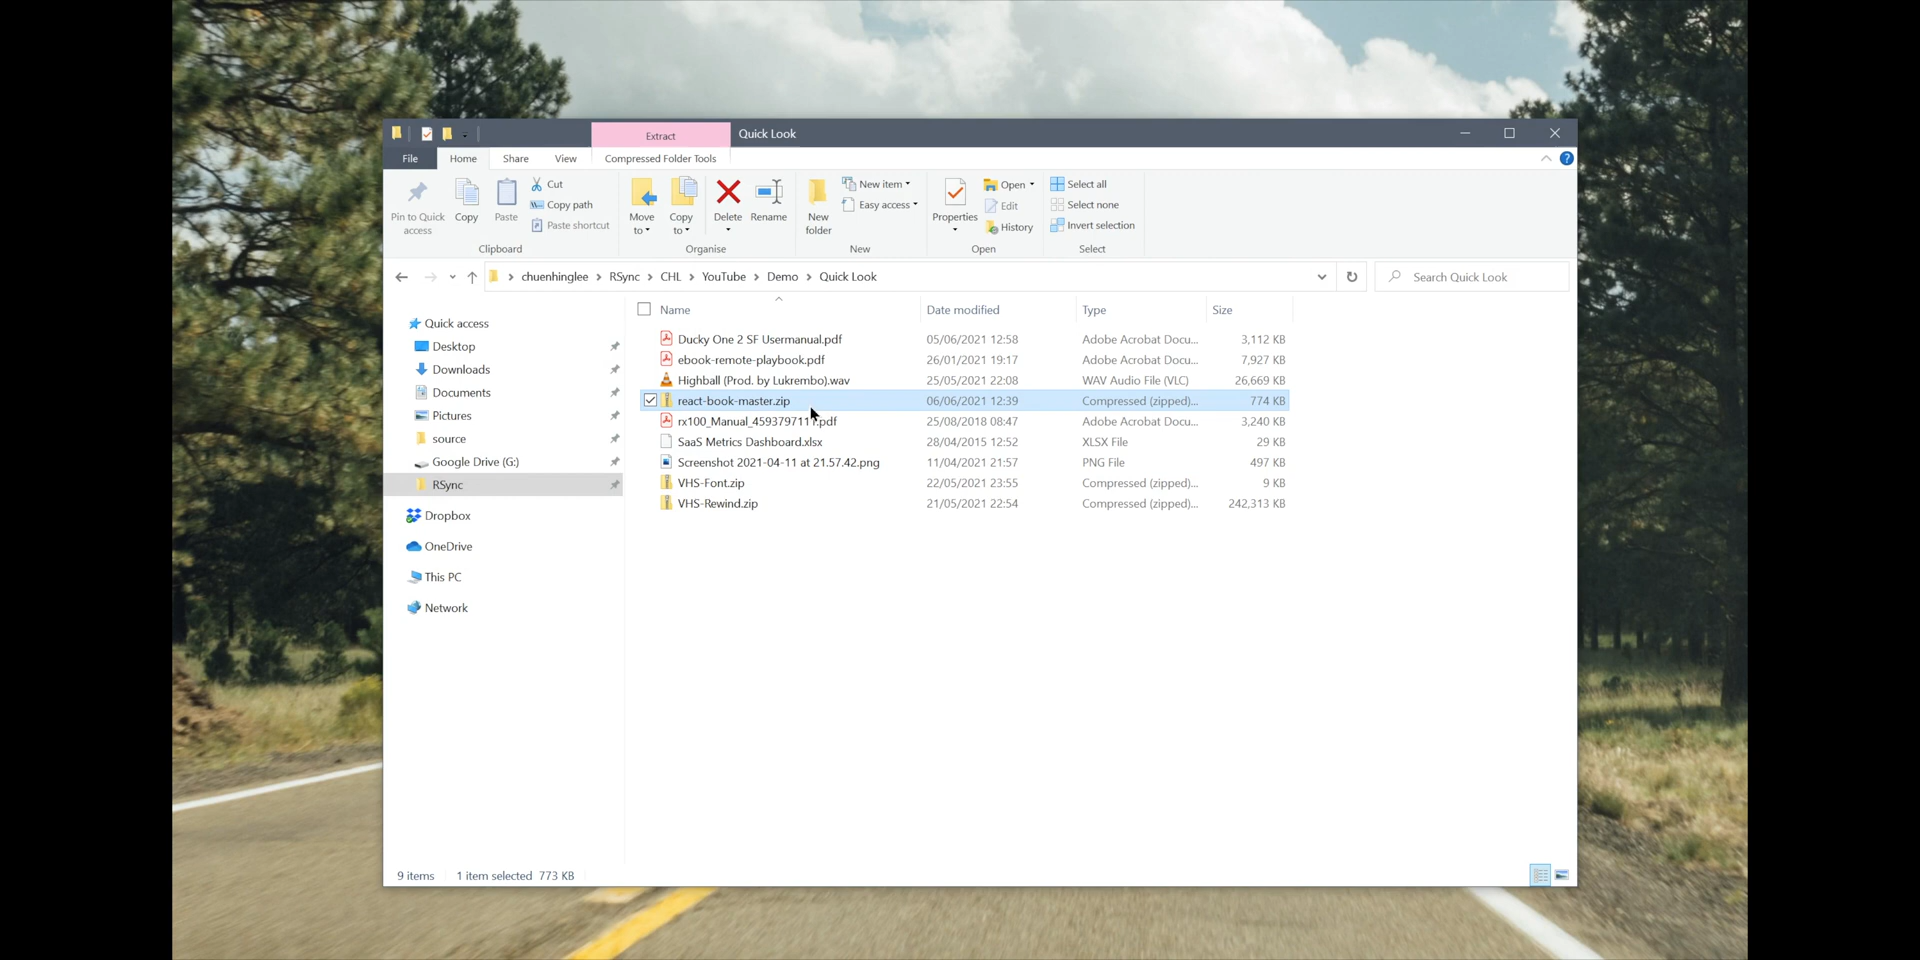 Extract
Quick Look
File
Home
Share
View
Compressed Folder Tools
Pin to Quick
access
Copy
Paste
Cut
Copy path
Paste shortcut
Clipboard
Move
to
Copy
to
Delete
Rename
Organise
New
folder
New item
Easy access
New
Properties
Open
Edit
History
Open
Select all
Select none
Invert selection
Select
chuenhinglee > RSync > CHL > YouTube > Demo > Quick Look
Search Quick Look
Quick access
Desktop
Downloads
Documents
Pictures
source
Google Drive (G:)
RSync
Dropbox
OneDrive
This PC
Network
Name Date modified Type Size
Ducky One 2 SF Usermanual.pdf 05/06/2021 12:58 Adobe Acrobat Docu... 3,112 KB
ebook-remote-playbook.pdf 26/01/2021 19:17 Adobe Acrobat Docu... 7,927 KB
Highball (Prod. by Lukrembo).wav 25/05/2021 22:08 WAV Audio File (VLC) 26,669 KB
react-book-master.zip 06/06/2021 12:39 Compressed (zipped)... 774 KB
25/08/2018 08:47 Adobe Acrobat Docu... 3,240 KB
SaaS Metrics Dashboard.xlsx 28/04/2015 12:52 XLSX File 29 KB
Screenshot 2021-04-11 at 21.57.42.png 11/04/2021 21:57 PNG File 497 KB
VHS-Font.zip 22/05/2021 23:55 Compressed (zipped)... 9 KB
VHS-Rewind.zip 21/05/2021 22:54 Compressed (zipped)... 242,313 KB
9 items 1 item selected 773 KB